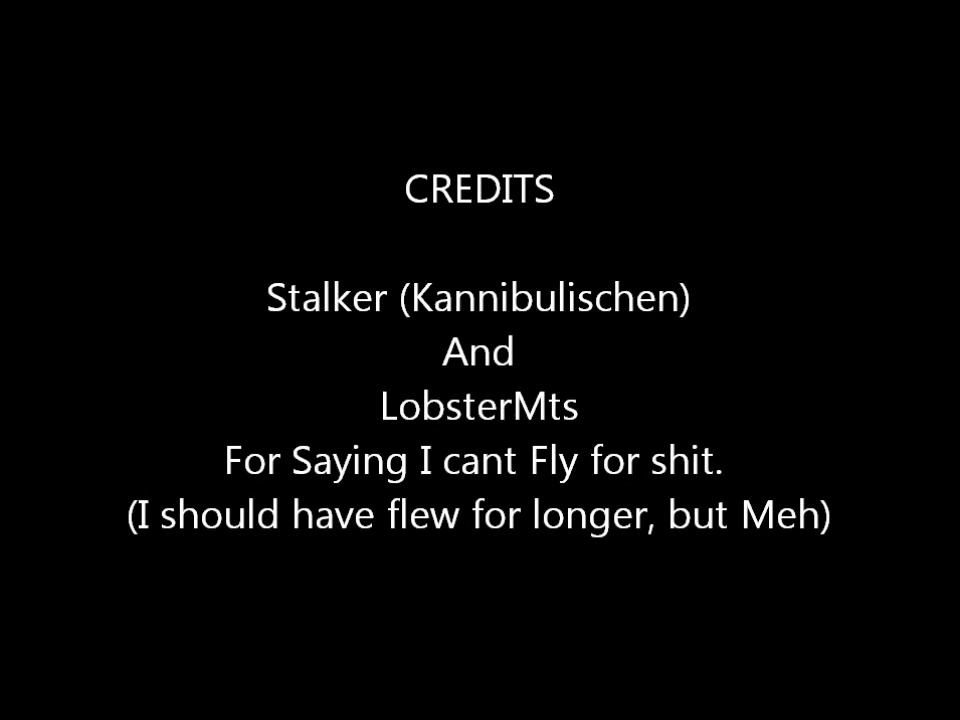 CREDITS
Stalker (Kannibulischen)
And
LobsterMts
For Saying I cant Fly for shit.
(I should have flew for longer, but Meh)